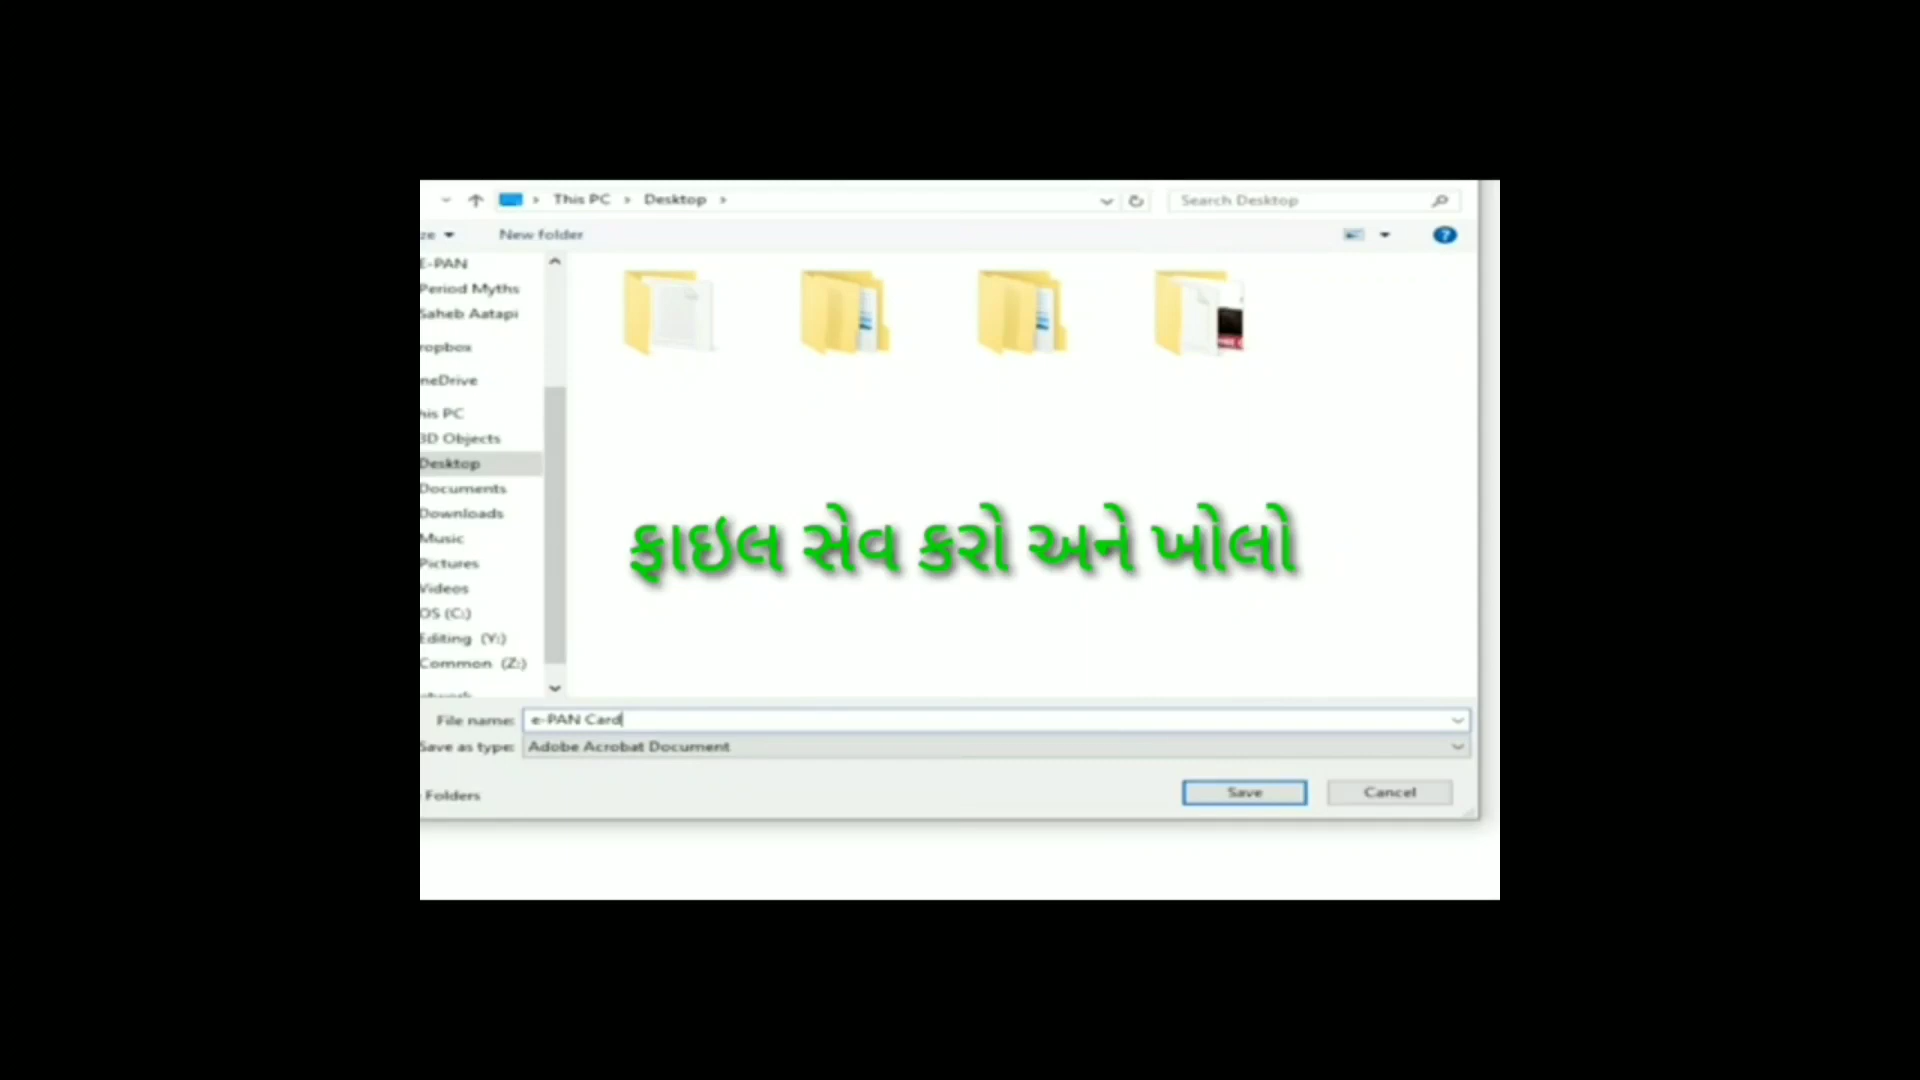 This PC > Desktop >
Search Desktop
New folder
E-PAN
Period Myths
Saheb Aatapi
ropbox
neDrive
his PC
3D Objects
Desktop
Documents
Downloads
Music
Pictures
Videos
OS (C:)
Editing (Y:)
Common (Z:)
ફાઇલ સેવ કરો અને ખોલો
File name: e-PAN Card
Save as type: Adobe Acrobat Document
Folders
Save
Cancel